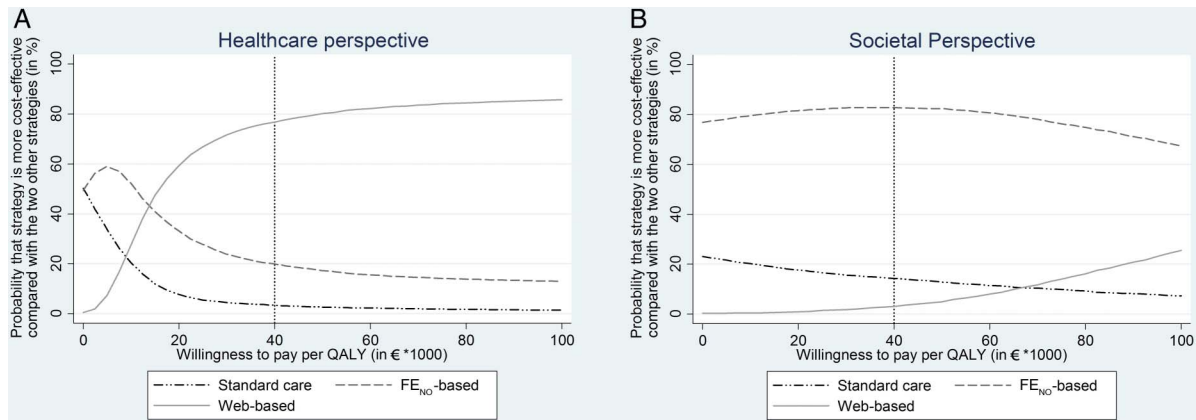 A
Healthcare perspective
Probability that strategy is more cost-effective
compared with the two other strategies (in %)
100
80
60
40
20
0
0 20 40 60 80 100
Willingness to pay per QALY (in € *1000)
Standard care FE_NO-based
Web-based
B
Societal Perspective
Probability that strategy is more cost-effective
compared with the two other strategies (in %)
100
80
60
40
20
0
0 20 40 60 80 100
Willingness to pay per QALY (in € *1000)
Standard care FE_NO-based
Web-based